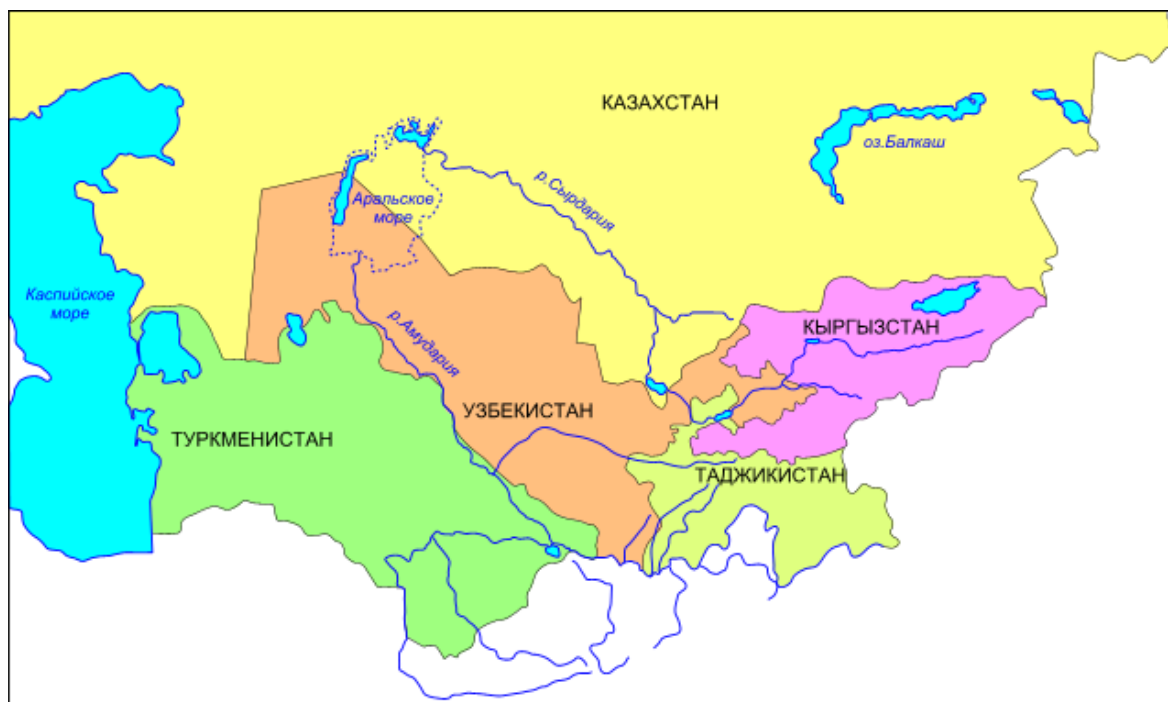 КАЗАХСТАН
оз.Балкаш
р.Сырдария
Аральское
море
Каспийское
море
р.Амудария
КЫРГЫЗСТАН
УЗБЕКИСТАН
ТУРКМЕНИСТАН
ТАДЖИКИСТАН